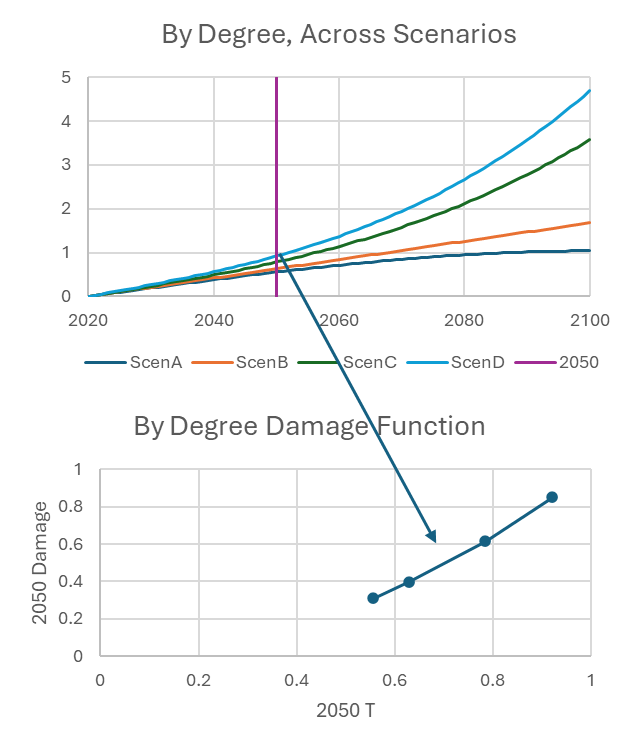 By Degree, Across Scenarios
5
4
3
2
1
0
2020 2040 2060 2080 2100
ScenA ScenB ScenC ScenD 2050
By Degree Damage Function
1
0.8
0.6
0.4
0.2
0
2050 Damage
0 0.2 0.4 0.6 0.8 1
2050 T